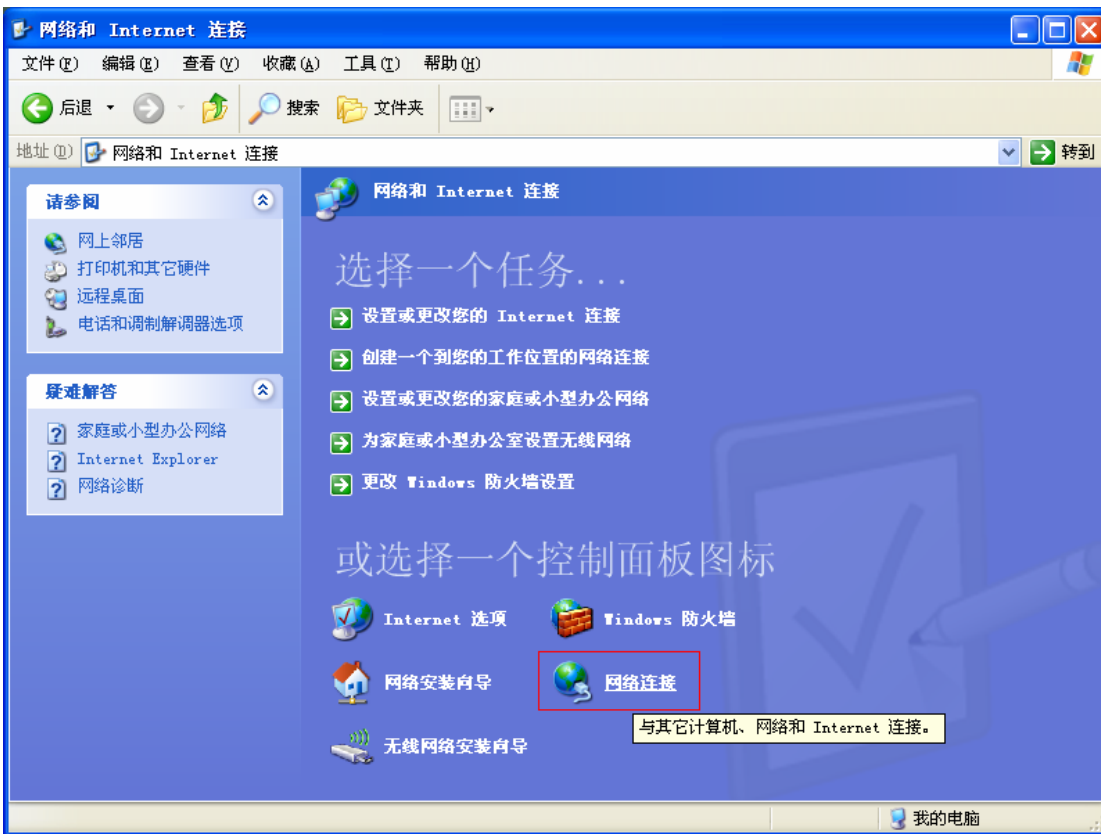 网络和 Internet 连接
文件(F) 编辑(E) 查看(V) 收藏(A) 工具(T) 帮助(H)
后退 搜索 文件夹
地址(D) 网络和 Internet 连接 转到
请参阅
网上邻居
打印机和其它硬件
远程桌面
电话和调制解调器选项
疑难解答
家庭或小型办公网络
Internet Explorer
网络诊断
网络和 Internet 连接
选择一个任务...
设置或更改您的 Internet 连接
创建一个到您的工作位置的网络连接
设置或更改您的家庭或小型办公网络
为家庭或小型办公室设置无线网络
更改 Windows 防火墙设置
或选择一个控制面板图标
Internet 选项 Windows 防火墙
网络安装向导 网络连接
与其它计算机、网络和 Internet 连接。
无线网络安装向导
我的电脑